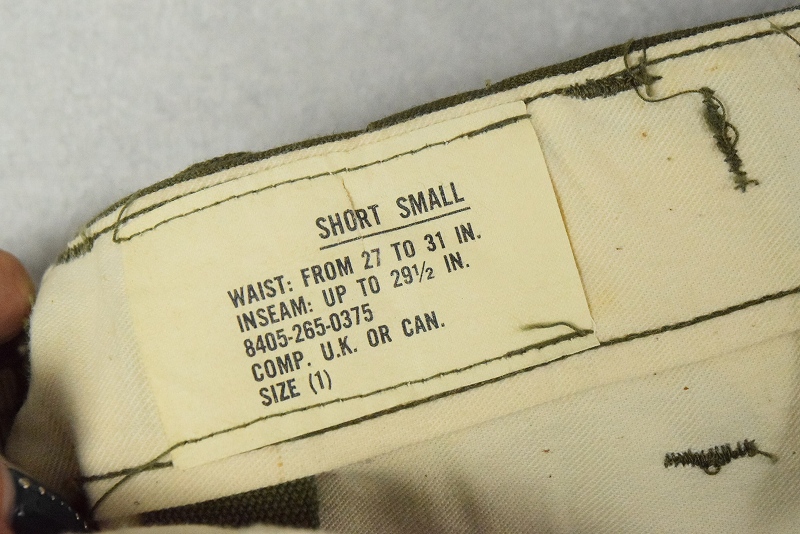 SHORT SMALL
WAIST: FROM 27 TO 31 IN.
INSEAM: UP TO 29½ IN.
8405-265-0375
COMP. U.K. OR CAN.
SIZE (1)